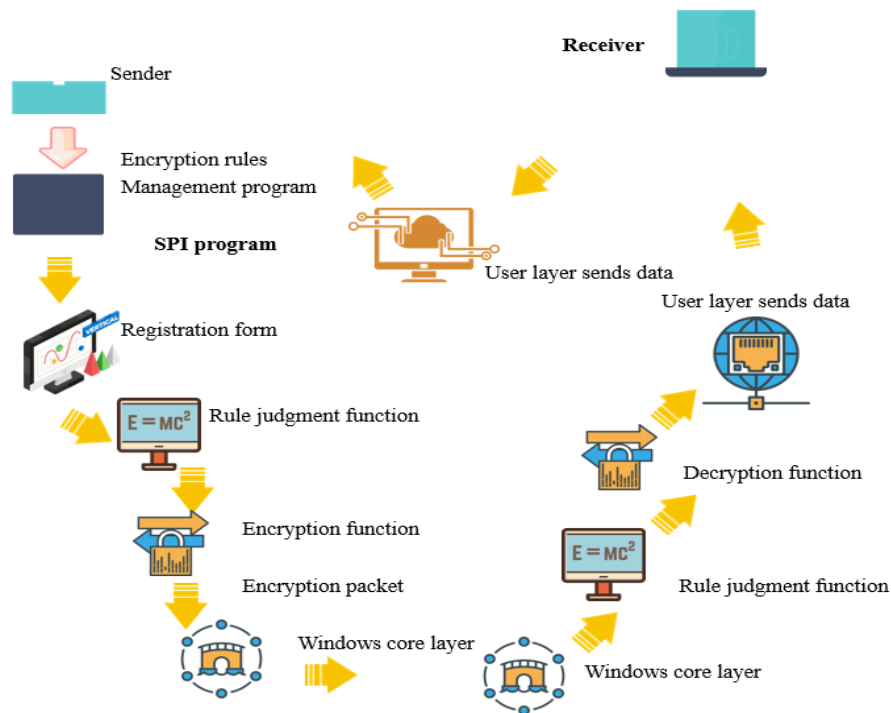 Receiver
Sender
Encryption rules
Management program
SPI program
User layer sends data
User layer sends data
VERTICAL
Registration form
E = MC²
Rule judgment function
Decryption function
Encryption function
E = MC²
Encryption packet
Rule judgment function
Windows core layer
Windows core layer